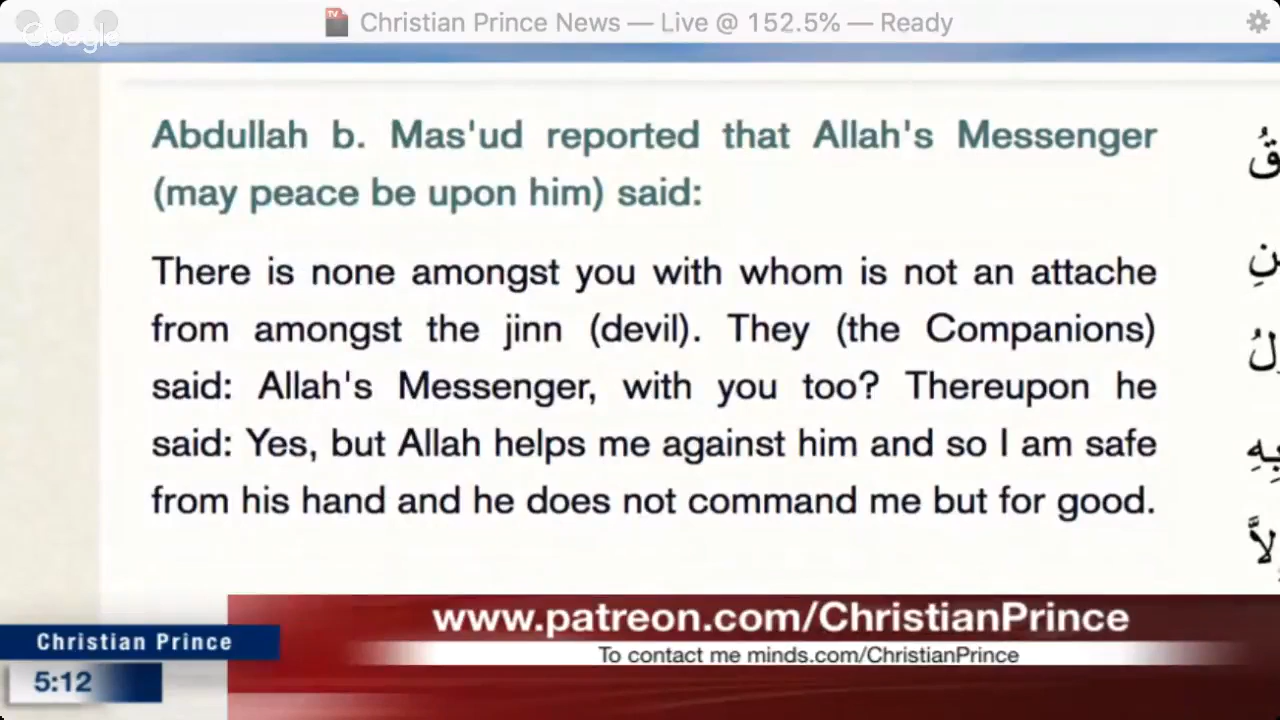 Christian Prince News — Live @ 152.5% — Ready
Google
Abdullah b. Mas'ud reported that Allah's Messenger
(may peace be upon him) said:
There is none amongst you with whom is not an attache
from amongst the jinn (devil). They (the Companions)
said: Allah's Messenger, with you too? Thereupon he
said: Yes, but Allah helps me against him and so I am safe
from his hand and he does not command me but for good.
www.patreon.com/ChristianPrince
To contact me minds.com/ChristianPrince
Christian Prince
5:12